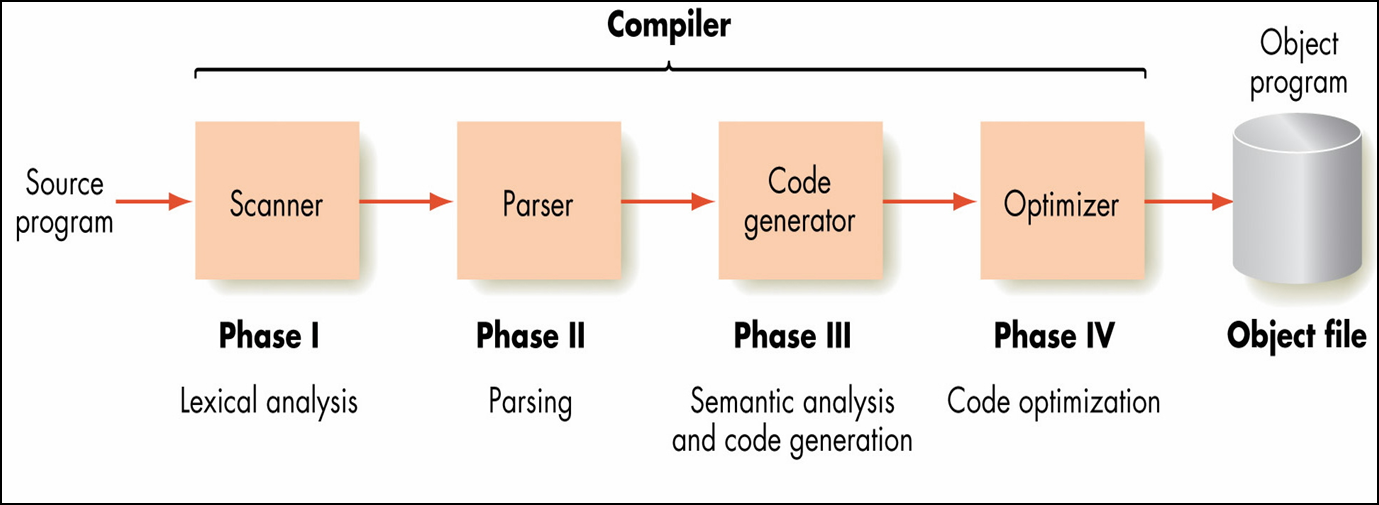 Compiler
Object
program
Source
program
Scanner
Parser
Code
generator
Optimizer
Phase I
Phase II
Phase III
Phase IV
Object file
Lexical analysis
Parsing
Semantic analysis
and code generation
Code optimization